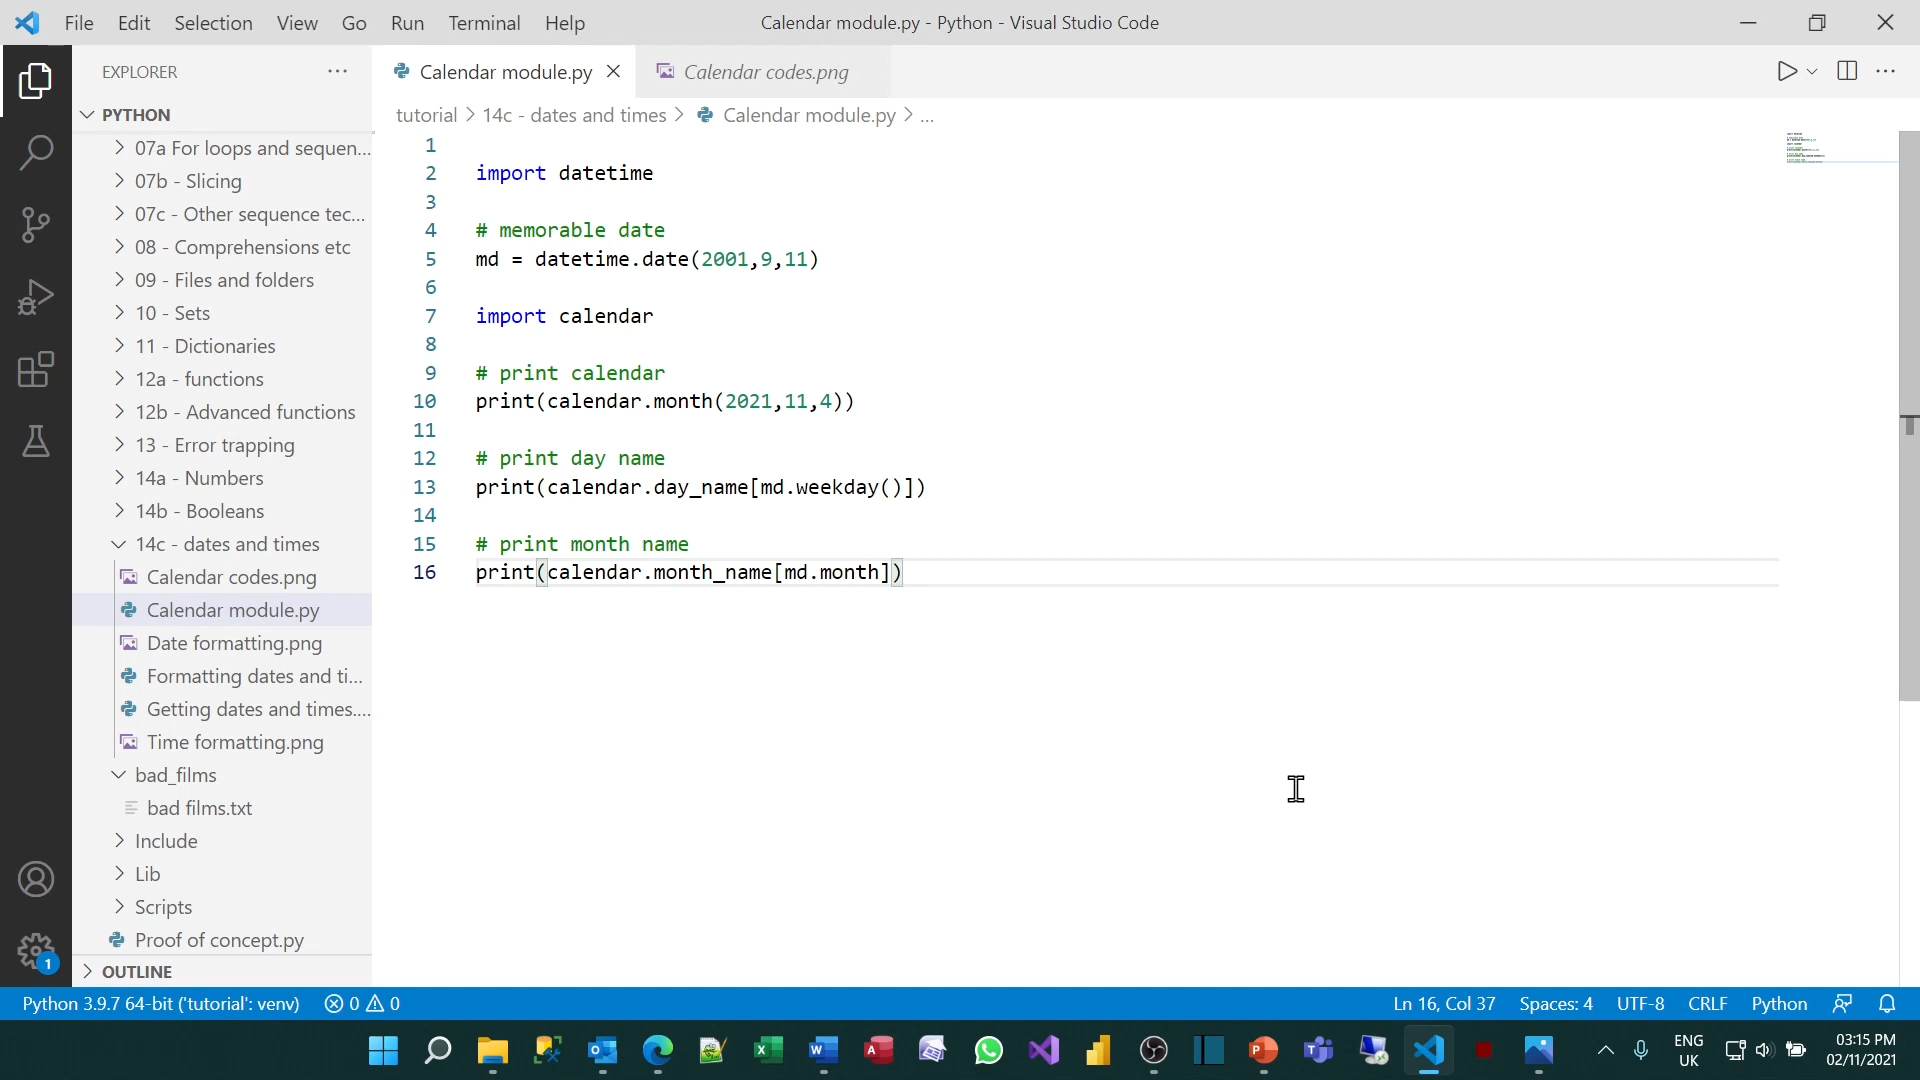 File Edit Selection View Go Run Terminal Help
Calendar module.py - Python - Visual Studio Code
EXPLORER
PYTHON
07a For loops and sequen...
07b - Slicing
07c - Other sequence tec...
08 - Comprehensions etc
09 - Files and folders
10 - Sets
11 - Dictionaries
12a - functions
12b - Advanced functions
13 - Error trapping
14a - Numbers
14b - Booleans
14c - dates and times
Calendar codes.png
Calendar module.py
Date formatting.png
Formatting dates and ti...
Getting dates and times....
Time formatting.png
bad_films
bad films.txt
Include
Lib
Scripts
Proof of concept.py
OUTLINE
Calendar module.py
Calendar codes.png
tutorial > 14c - dates and times > Calendar module.py > ...
1
2 import datetime
3
4 # memorable date
5 md = datetime.date(2001,9,11)
6
7 import calendar
8
9 # print calendar
10 print(calendar.month(2021,11,4))
11
12 # print day name
13 print(calendar.day_name[md.weekday()])
14
15 # print month name
16 print(calendar.month_name[md.month])
1
Python 3.9.7 64-bit ('tutorial': venv) 0 0
Ln 16, Col 37 Spaces: 4 UTF-8 CRLF Python
ENG
UK
03:15 PM
02/11/2021